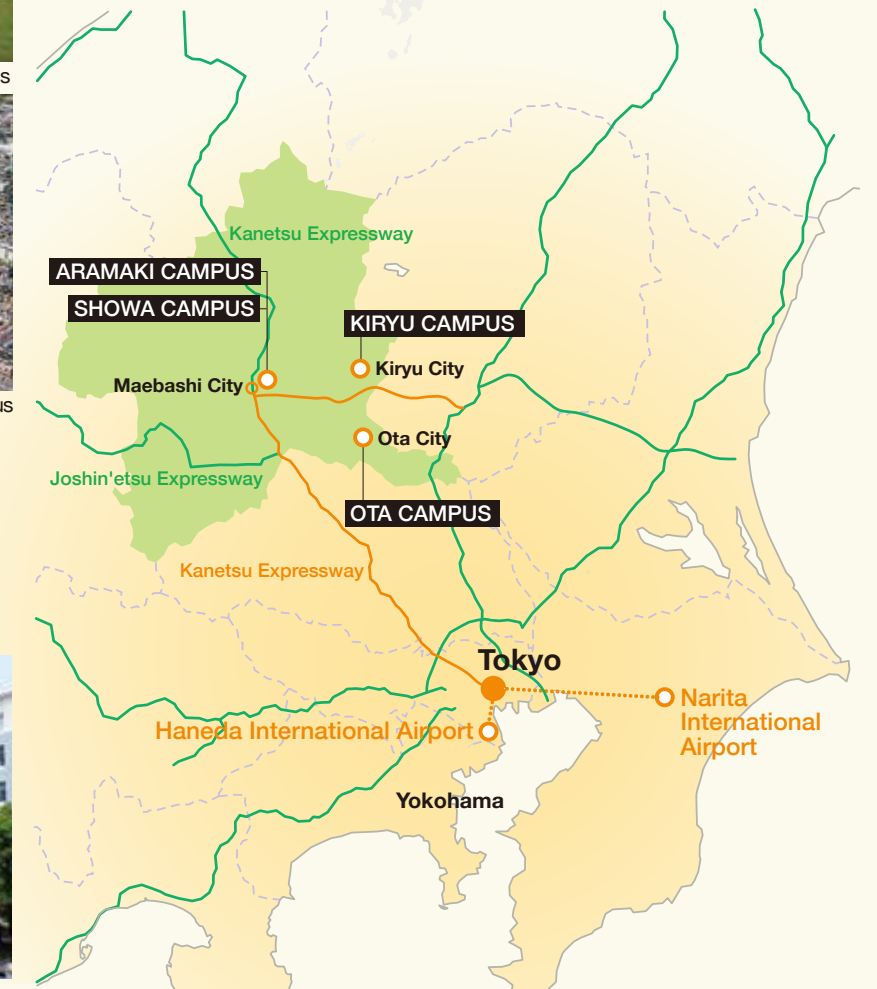 s
us
Kanetsu Expressway
ARAMAKI CAMPUS
SHOWA CAMPUS
KIRYU CAMPUS
Kiryu City
Maebashi City
Ota City
Joshin'etsu Expressway
OTA CAMPUS
Kanetsu Expressway
Tokyo
Narita
International
Airport
Haneda International Airport
Yokohama